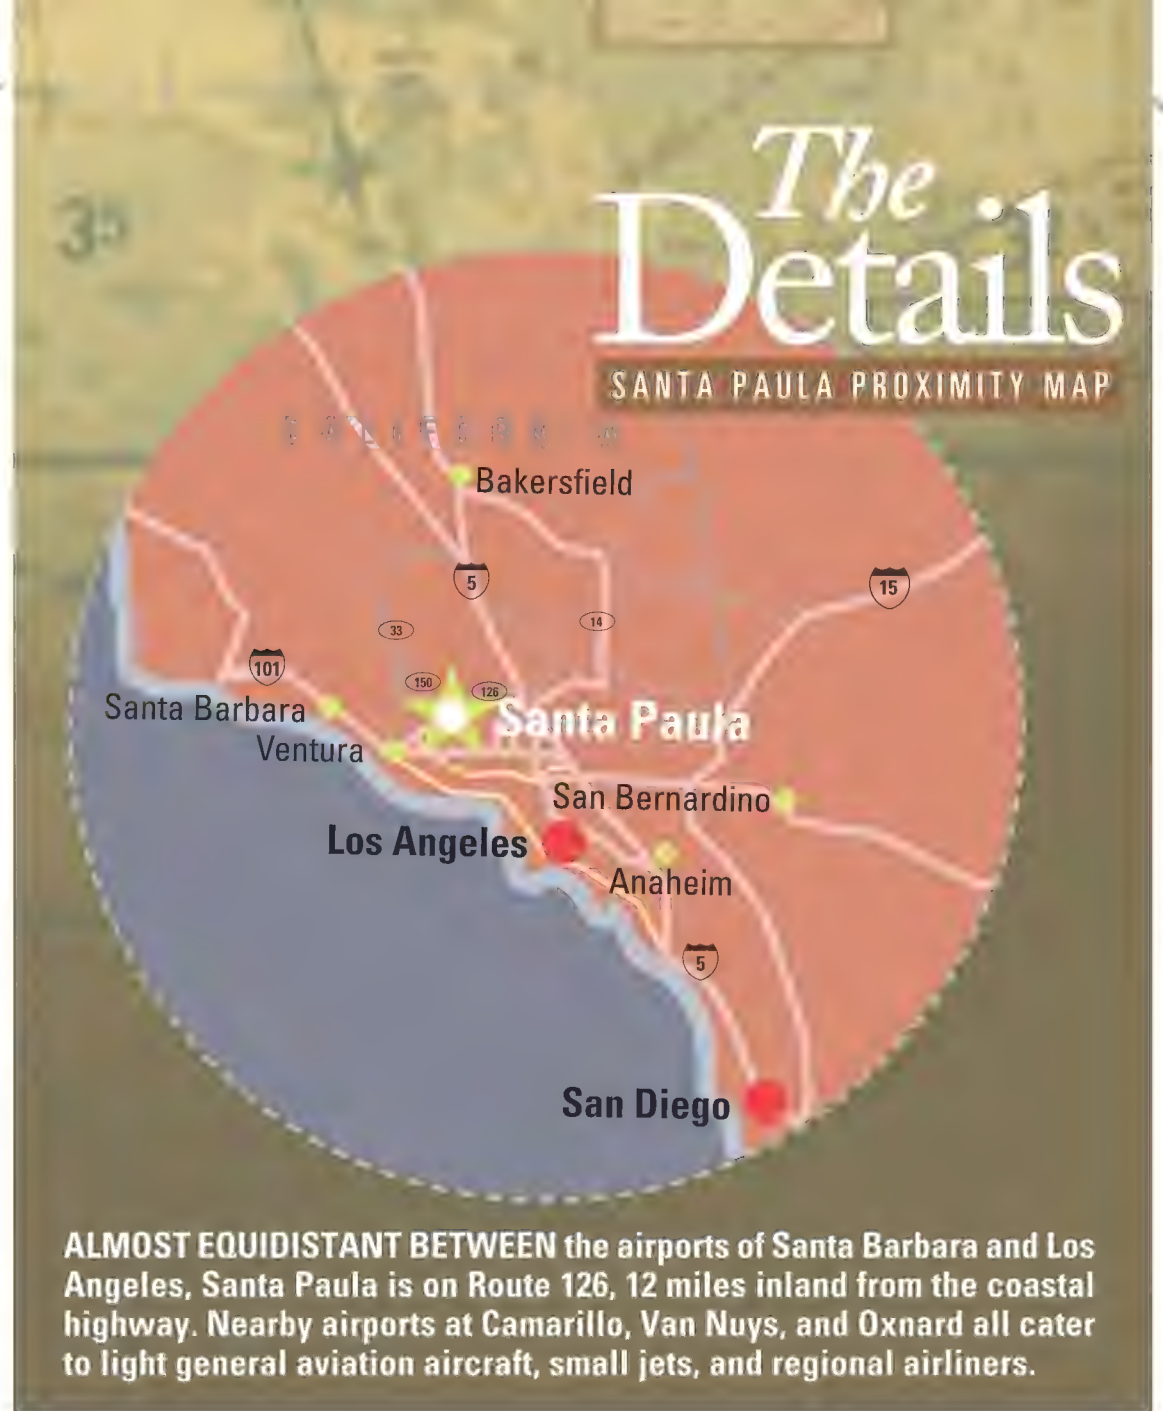 The
Details
SANTA PAULA PROXIMITY MAP
35
Bakersfield
5
15
33
14
101
150
126
Santa Barbara
Santa Paula
Ventura
San Bernardino
Los Angeles
Anaheim
5
San Diego
ALMOST EQUIDISTANT BETWEEN the airports of Santa Barbara and Los
Angeles, Santa Paula is on Route 126, 12 miles inland from the coastal
highway. Nearby airports at Camarillo, Van Nuys, and Oxnard all cater
to light general aviation aircraft, small jets, and regional airliners.